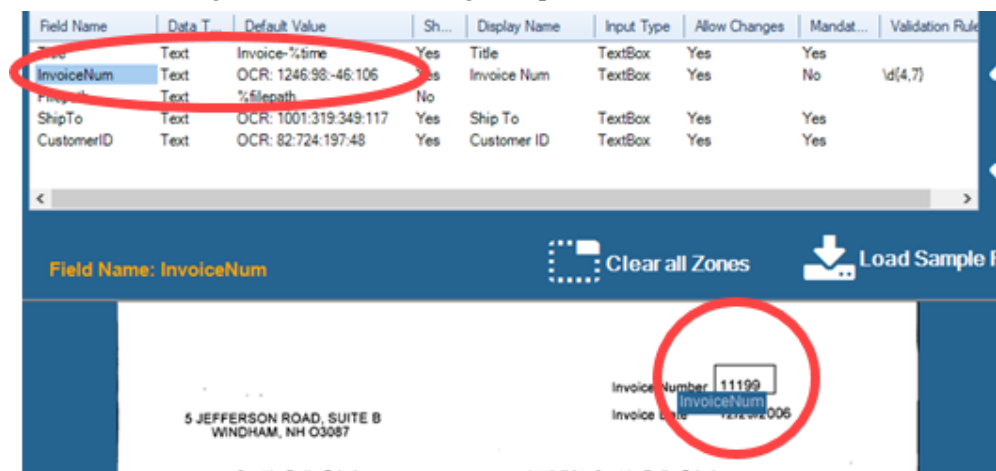 Field Name Data T... Default Value Sh... Display Name Input Type Allow Changes Mandat... Validation Rule
Title Text Invoice-%time Yes Title TextBox Yes Yes
InvoiceNum Text OCR: 1246:98:-46:106 Yes Invoice Num TextBox Yes No \d{4,7}
Filepath Text %filepath No
ShipTo Text OCR: 1001:319:349:117 Yes Ship To TextBox Yes Yes
CustomerID Text OCR: 82:724:197:48 Yes Customer ID TextBox Yes Yes
Field Name: InvoiceNum Clear all Zones Load Sample F
Invoice Number 11199
InvoiceNum
Invoice Date 12/29/2006
5 JEFFERSON ROAD, SUITE B
WINDHAM, NH O3087